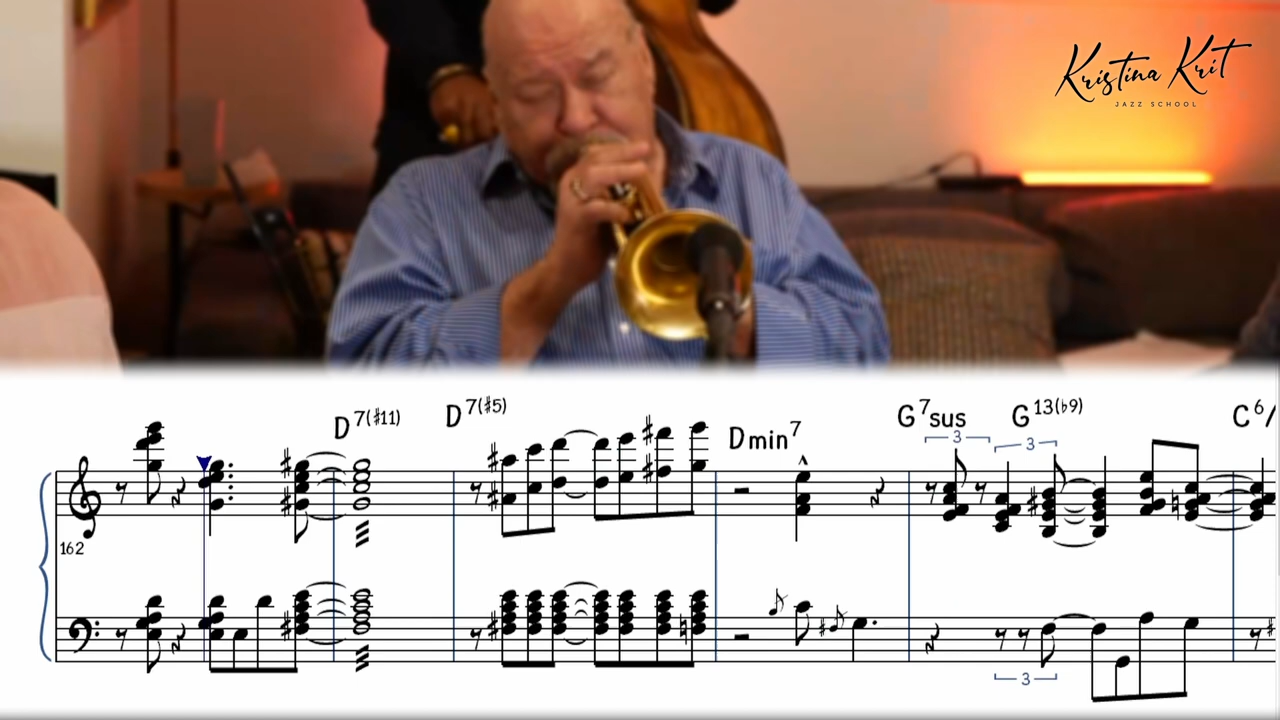 Kristina Krit
JAZZ SCHOOL
D7(♯11)
D7(♯5)
Dmin7
G7sus
G13(♭9)
C6/
3
3
162
3